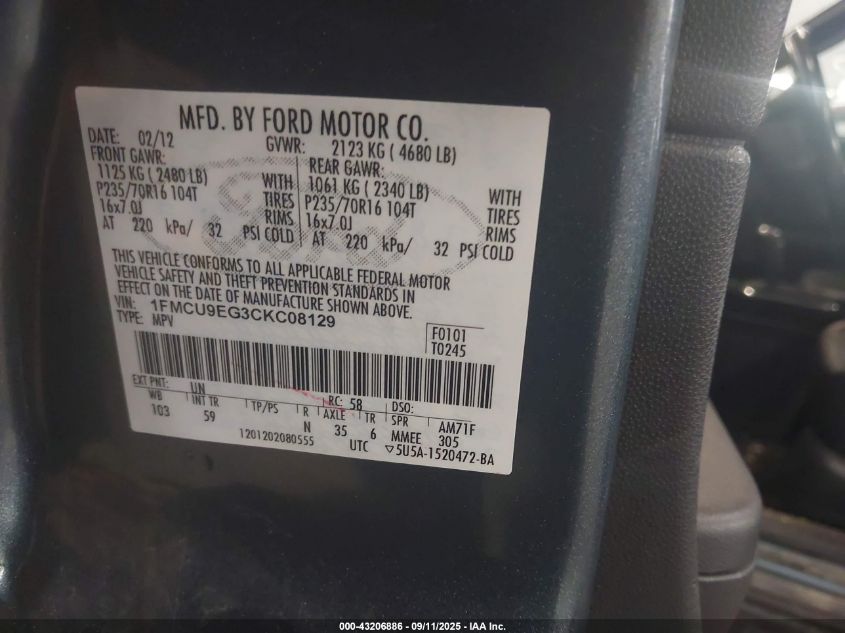 MFD. BY FORD MOTOR CO.
DATE: 02/12 GVWR: 2123 KG ( 4680 LB)
FRONT GAWR: REAR GAWR:
1125 KG ( 2480 LB) WITH 1061 KG ( 2340 LB) WITH
P235/70R16 104T TIRES P235/70R16 104T TIRES
16x7.0J RIMS 16x7.0J RIMS
AT 220 kPa/ 32 PSI COLD AT 220 kPa/ 32 PSI COLD
THIS VEHICLE CONFORMS TO ALL APPLICABLE FEDERAL MOTOR
VEHICLE SAFETY AND THEFT PREVENTION STANDARDS IN
EFFECT ON THE DATE OF MANUFACTURE SHOWN ABOVE.
VIN: 1FMCU9EG3CKC08129
TYPE: MPV
F0101
T0245
EXT PNT: UN RC: 58 DSO:
WB INT TR TP/PS R AXLE TR SPR AM71F
103 59 N 35 6 MMEE 305
1201202080555 UTC ▽5U5A-1520472-BA
Ford
000-43206886 - 09/11/2025 - IAA Inc.